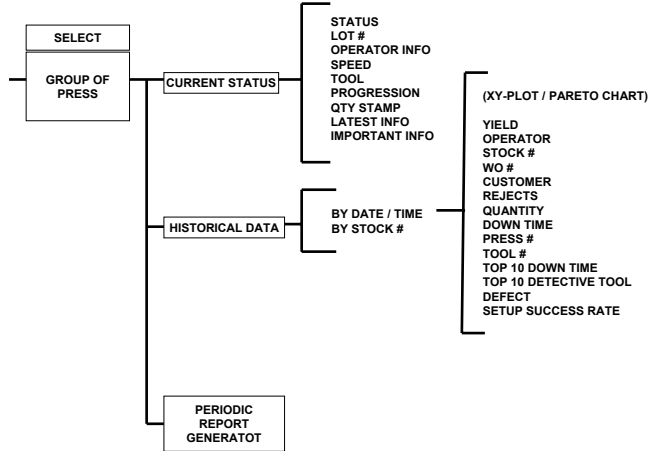 SELECT
GROUP OF
PRESS
CURRENT STATUS
STATUS
LOT #
OPERATOR INFO
SPEED
TOOL
PROGRESSION
QTY STAMP
LATEST INFO
IMPORTANT INFO
HISTORICAL DATA
BY DATE / TIME
BY STOCK #
(XY-PLOT / PARETO CHART)
YIELD
OPERATOR
STOCK #
WO #
CUSTOMER
REJECTS
QUANTITY
DOWN TIME
PRESS #
TOOL #
TOP 10 DOWN TIME
TOP 10 DETECTIVE TOOL
DEFECT
SETUP SUCCESS RATE
PERIODIC
REPORT
GENERATOT